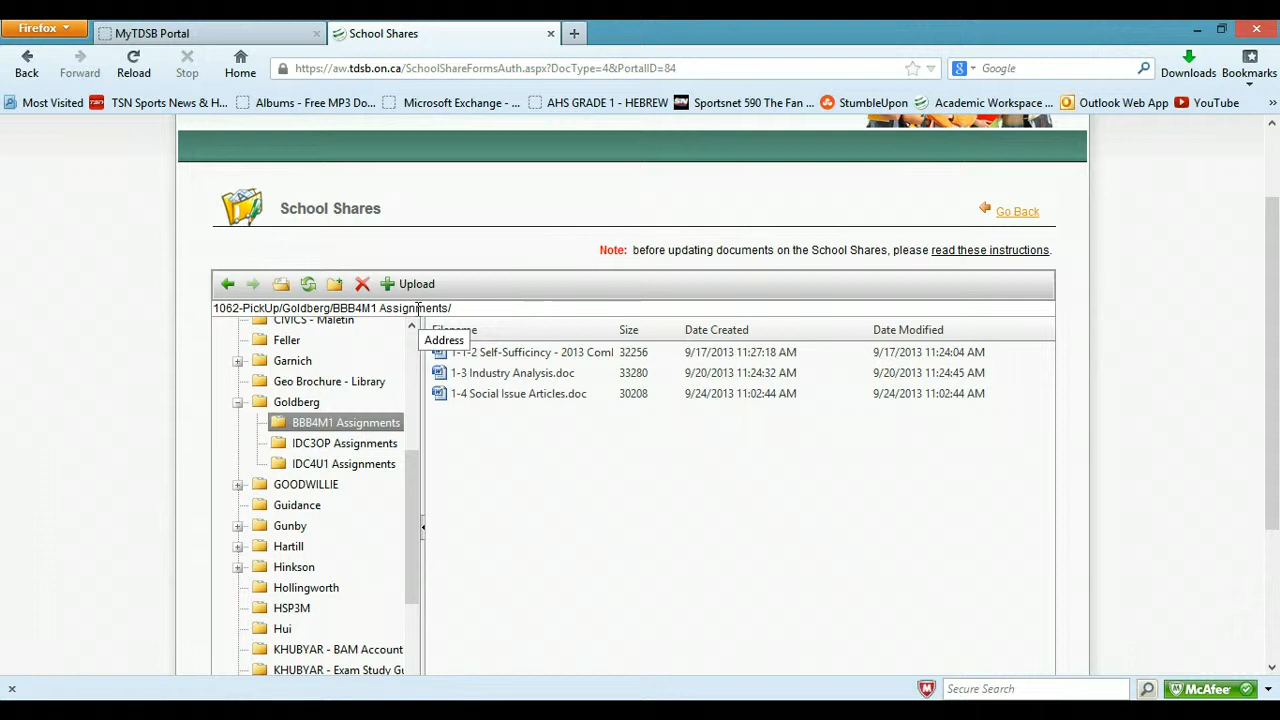 Firefox
MyTDSB Portal
School Shares
Back
Forward
Reload
Stop
Home
https://aw.tdsb.on.ca/SchoolShareFormsAuth.aspx?DocType=4&PortalID=84
Google
Downloads
Bookmarks
Most Visited
TSN Sports News & H...
Albums - Free MP3 Do...
Microsoft Exchange - ...
AHS GRADE 1 - HEBREW
Sportsnet 590 The Fan ...
StumbleUpon
Academic Workspace ...
Outlook Web App
YouTube
School Shares
Go Back
Note: before updating documents on the School Shares, please read these instructions.
Upload
1062-PickUp/Goldberg/BBB4M1 Assignments/
CIVICS - Maletin
Feller
Garnich
Geo Brochure - Library
Goldberg
BBB4M1 Assignments
IDC3OP Assignments
IDC4U1 Assignments
GOODWILLIE
Guidance
Gunby
Hartill
Hinkson
Hollingworth
HSP3M
Hui
KHUBYAR - BAM Account
KHUBYAR - Exam Study Gu
Filename Size Date Created Date Modified
Address
1-1-2 Self-Sufficincy - 2013 Coml 32256 9/17/2013 11:27:18 AM 9/17/2013 11:24:04 AM
1-3 Industry Analysis.doc 33280 9/20/2013 11:24:32 AM 9/20/2013 11:24:45 AM
1-4 Social Issue Articles.doc 30208 9/24/2013 11:02:44 AM 9/24/2013 11:02:44 AM
Secure Search
McAfee